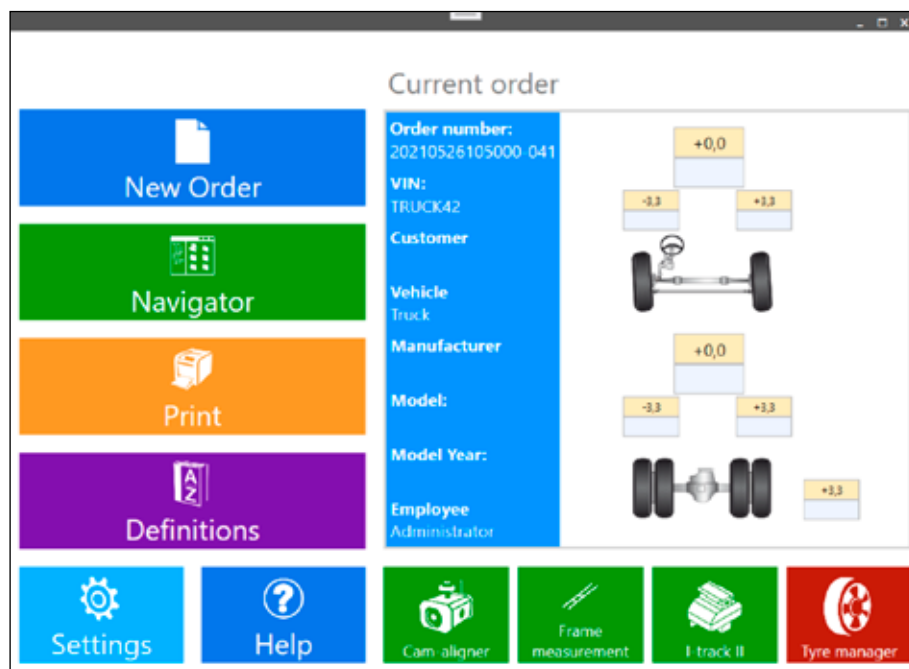 Current order
New Order
Navigator
Print
A
Z
Definitions
Settings
Help
Order number:
20210526105000-041
VIN:
TRUCK42
Customer
Vehicle
Truck
Manufacturer
Model:
Model Year:
Employee
Administrator
+0,0
-3,3 +3,3
+0,0
-3,3 +3,3
+3,3
Cam-aligner
Frame
measurement
I-track II
Tyre manager